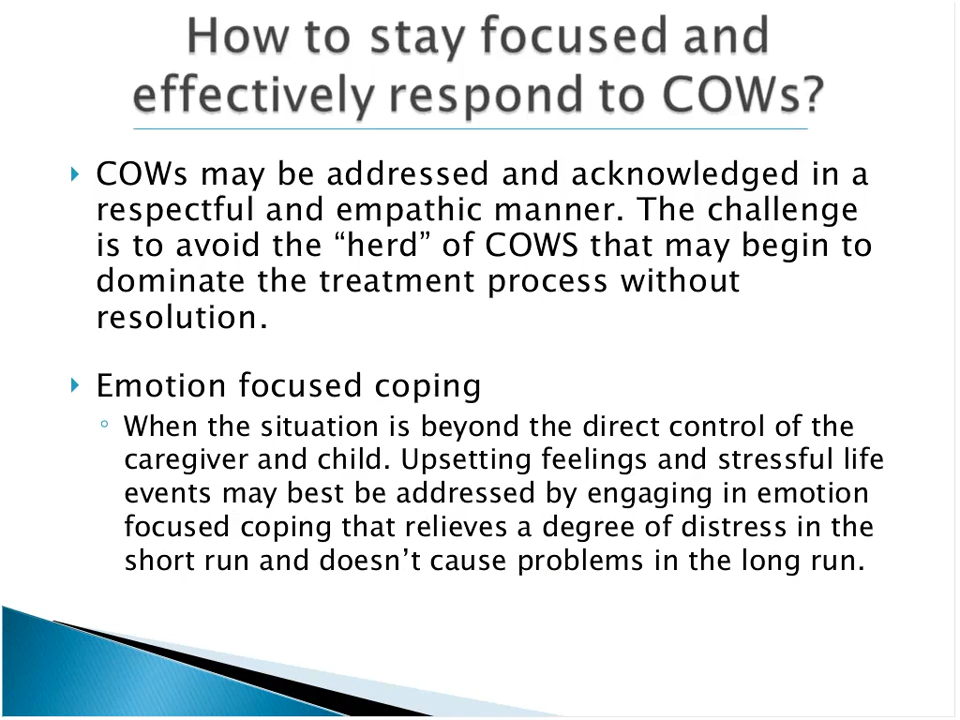 How to stay focused and
effectively respond to COWs?
COWs may be addressed and acknowledged in a
respectful and empathic manner. The challenge
is to avoid the “herd” of COWS that may begin to
dominate the treatment process without
resolution.
Emotion focused coping
When the situation is beyond the direct control of the
caregiver and child. Upsetting feelings and stressful life
events may best be addressed by engaging in emotion
focused coping that relieves a degree of distress in the
short run and doesn’t cause problems in the long run.